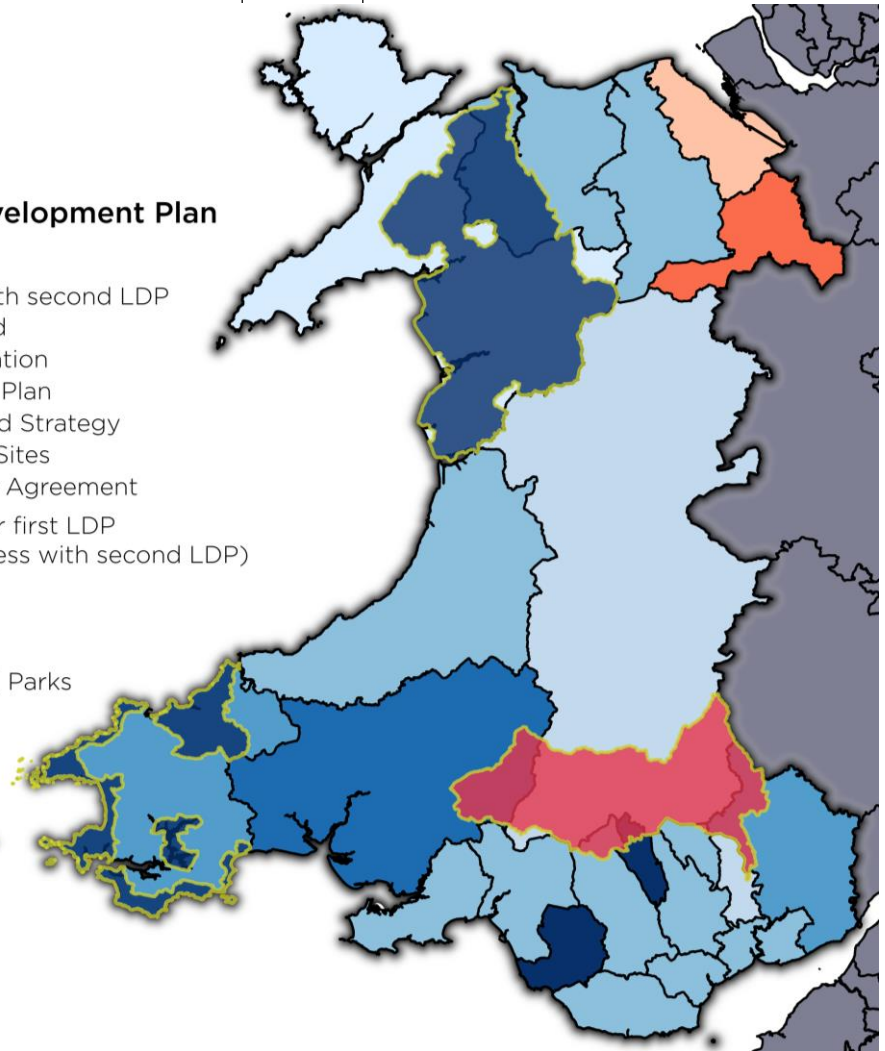 velopment Plan
th second LDP
d
tion
Plan
d Strategy
Sites
Agreement
r first LDP
ess with second LDP)
Parks